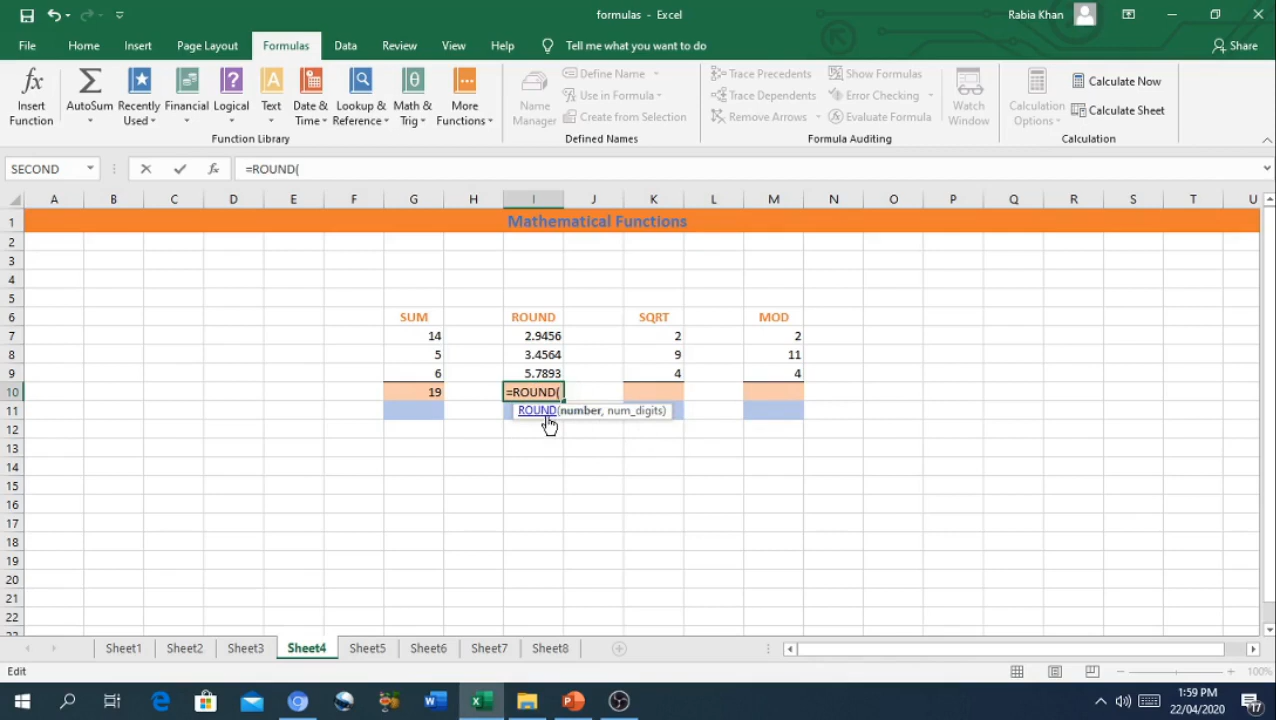 formulas - Excel
Rabia Khan
File Home Insert Page Layout Formulas Data Review View Help Tell me what you want to do Share
Insert Function
AutoSum
Recently Used
Financial
Logical
Text
Date & Time
Lookup & Reference
Math & Trig
More Functions
Function Library
Name Manager
Define Name
Use in Formula
Create from Selection
Defined Names
Trace Precedents
Trace Dependents
Remove Arrows
Show Formulas
Error Checking
Evaluate Formula
Watch Window
Formula Auditing
Calculation Options
Calculate Now
Calculate Sheet
Calculation
SECOND fx =ROUND(
A B C D E F G H I J K L M N O P Q R S T U
1 Mathematical Functions
2
3
4
5
6 SUM ROUND SQRT MOD
7 14 2.9456 2 2
8 5 3.4564 9 11
9 6 5.7893 4 4
10 19 =ROUND(
11 ROUND(number, num_digits)
12
13
14
15
16
17
18
19
20
21
22
Sheet1 Sheet2 Sheet3 Sheet4 Sheet5 Sheet6 Sheet7 Sheet8
Edit 100%
1:59 PM
22/04/2020
17